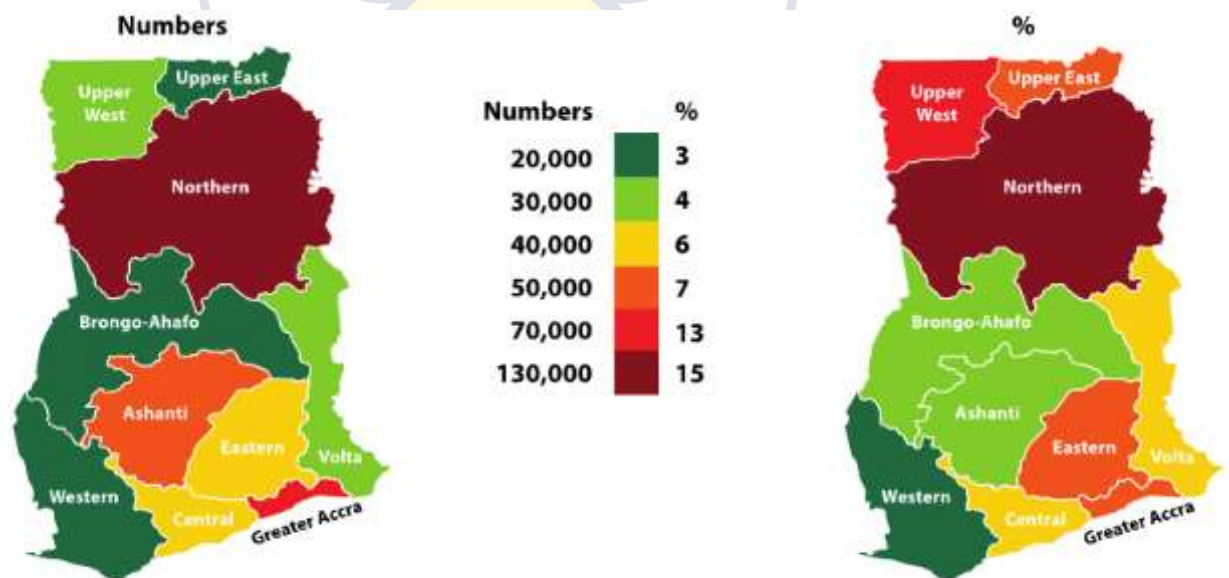 Numbers
Upper East
Upper
West
Northern
Brongo-Ahafo
Ashanti
Eastern
Volta
Western
Central
Greater Accra
Numbers %
20,000 3
30,000 4
40,000 6
50,000 7
70,000 13
130,000 15
%
Upper East
Upper
West
Northern
Brongo-Ahafo
Ashanti
Eastern
Volta
Western
Central
Greater Accra